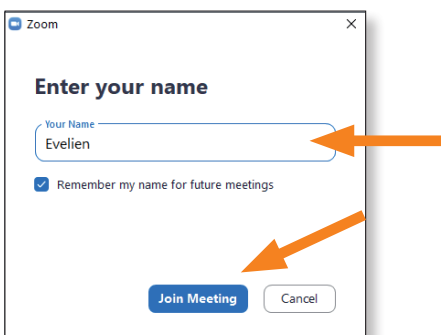 Zoom
Enter your name
Your Name
Evelien
Remember my name for future meetings
Join Meeting
Cancel